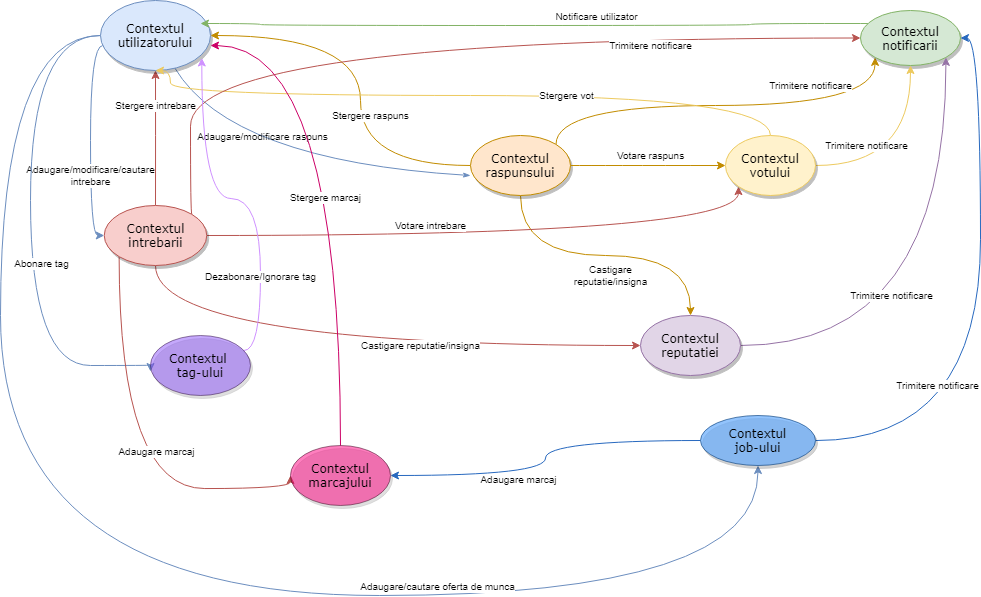 Notificare utilizator
Contextul
utilizatorului
Contextul
notificarii
Trimitere notificare
Trimitere notificare
Stergere vot
Stergere intrebare
Stergere raspuns
Adaugare/modificare raspuns
Trimitere notificare
Contextul
raspunsului
Votare raspuns
Contextul
votului
Adaugare/modificare/cautare
intrebare
Stergere marcaj
Contextul
intrebarii
Votare intrebare
Abonare tag
Dezabonare/Ignorare tag
Castigare
reputatie/insigna
Trimitere notificare
Contextul
tag-ului
Castigare reputatie/insigna
Contextul
reputatiei
Trimitere notificare
Adaugare marcaj
Contextul
marcajului
Adaugare marcaj
Contextul
job-ului
Adaugare/cautare oferta de munca